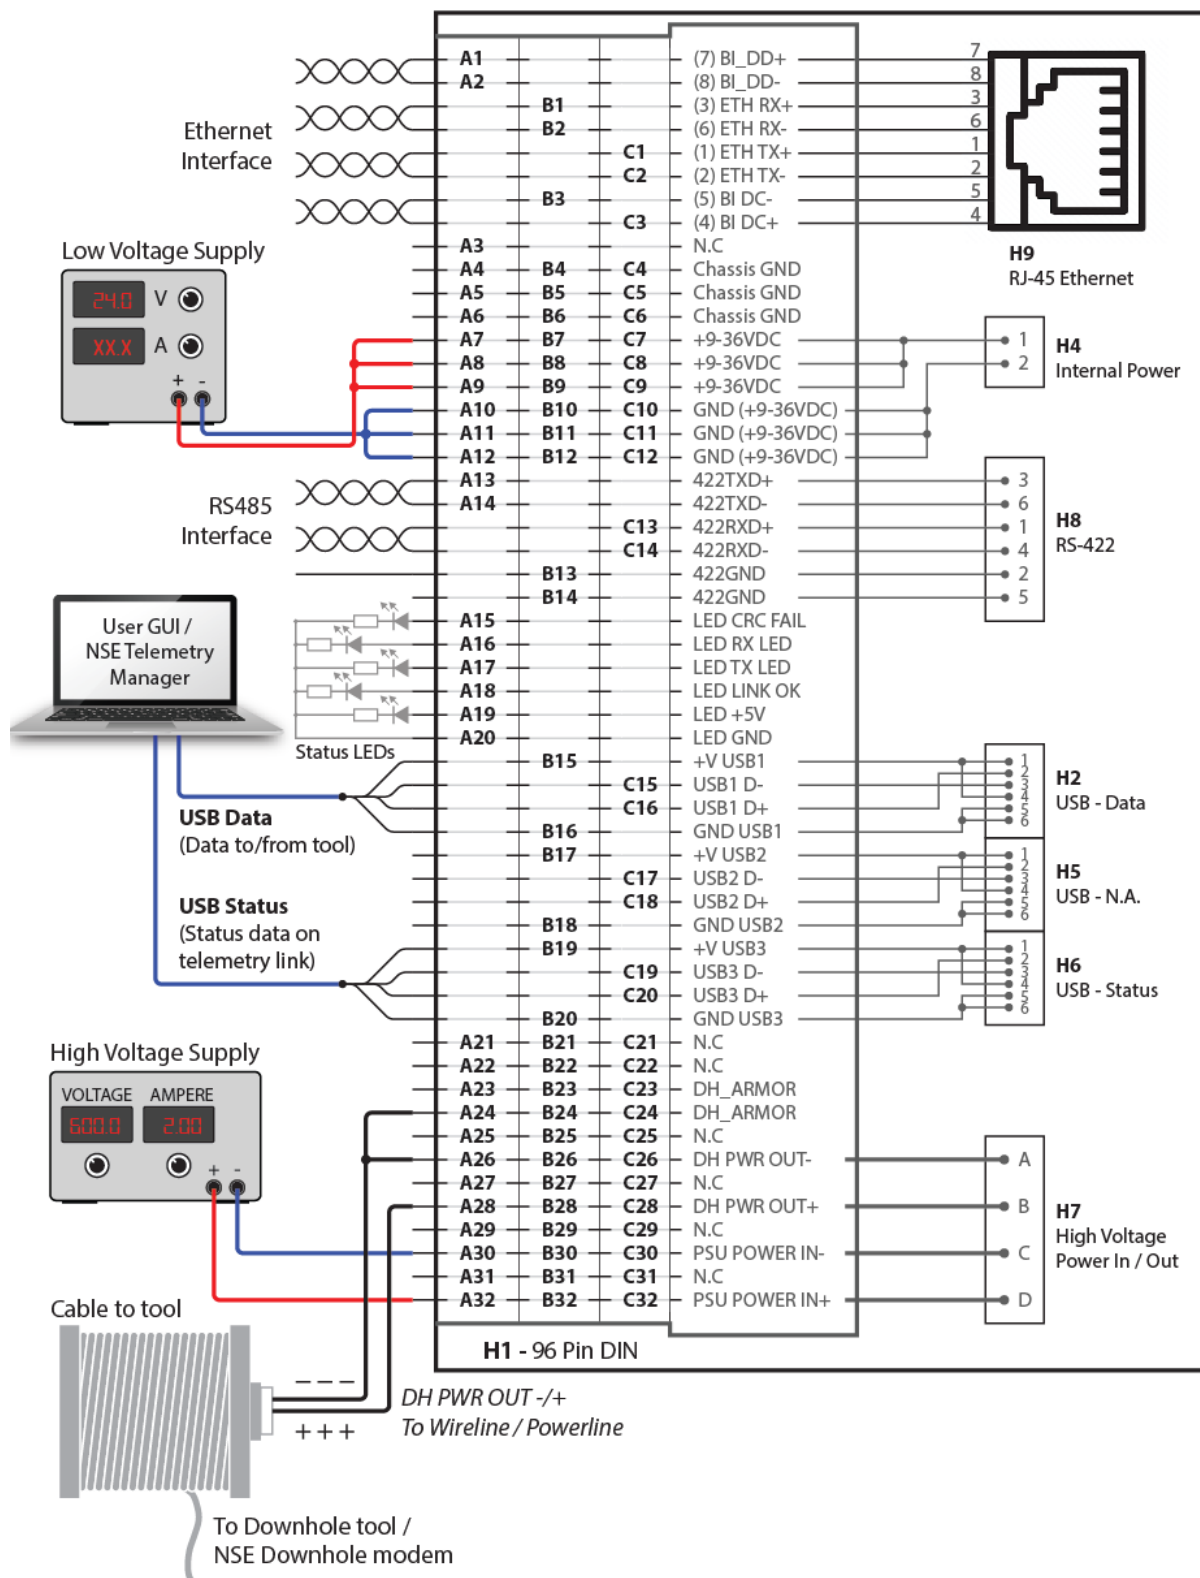 A1 (7) BI_DD+ 7
A2 (8) BI_DD- 8
B1 (3) ETH RX+ 3
B2 (6) ETH RX- 6
C1 (1) ETH TX+ 1
C2 (2) ETH TX- 2
B3 (5) BI DC- 5
C3 (4) BI DC+ 4
Ethernet
Interface
H9
RJ-45 Ethernet
A3 N.C
A4 B4 C4 Chassis GND
A5 B5 C5 Chassis GND
A6 B6 C6 Chassis GND
A7 B7 C7 +9-36VDC 1
A8 B8 C8 +9-36VDC 2
A9 B9 C9 +9-36VDC
A10 B10 C10 GND (+9-36VDC)
A11 B11 C11 GND (+9-36VDC)
A12 B12 C12 GND (+9-36VDC)
Low Voltage Supply
24.0 V
XX.X A
+ -
H4
Internal Power
A13 422TXD+ 3
A14 422TXD- 6
C13 422RXD+ 1
C14 422RXD- 4
B13 422GND 2
B14 422GND 5
RS485
Interface
H8
RS-422
A15 LED CRC FAIL
A16 LED RX LED
A17 LED TX LED
A18 LED LINK OK
A19 LED +5V
A20 LED GND
User GUI /
NSE Telemetry
Manager
Status LEDs
B15 +V USB1 1
2
C15 USB1 D- 3
4
C16 USB1 D+ 5
6
B16 GND USB1
H2
USB - Data
USB Data
(Data to/from tool)
B17 +V USB2 1
2
C17 USB2 D- 3
4
C18 USB2 D+ 5
6
B18 GND USB2
H5
USB - N.A.
USB Status
(Status data on
telemetry link)
B19 +V USB3 1
2
C19 USB3 D- 3
4
C20 USB3 D+ 5
6
B20 GND USB3
H6
USB - Status
A21 B21 C21 N.C
A22 B22 C22 N.C
A23 B23 C23 DH_ARMOR
A24 B24 C24 DH_ARMOR
A25 B25 C25 N.C
A26 B26 C26 DH PWR OUT- A
A27 B27 C27 N.C
A28 B28 C28 DH PWR OUT+ B
A29 B29 C29 N.C
A30 B30 C30 PSU POWER IN- C
A31 B31 C31 N.C
A32 B32 C32 PSU POWER IN+ D
High Voltage Supply
VOLTAGE AMPERE
600.0 2.00
+ -
H7
High Voltage
Power In / Out
Cable to tool
H1 - 96 Pin DIN
- - -
+ + +
DH PWR OUT -/+
To Wireline / Powerline
To Downhole tool /
NSE Downhole modem